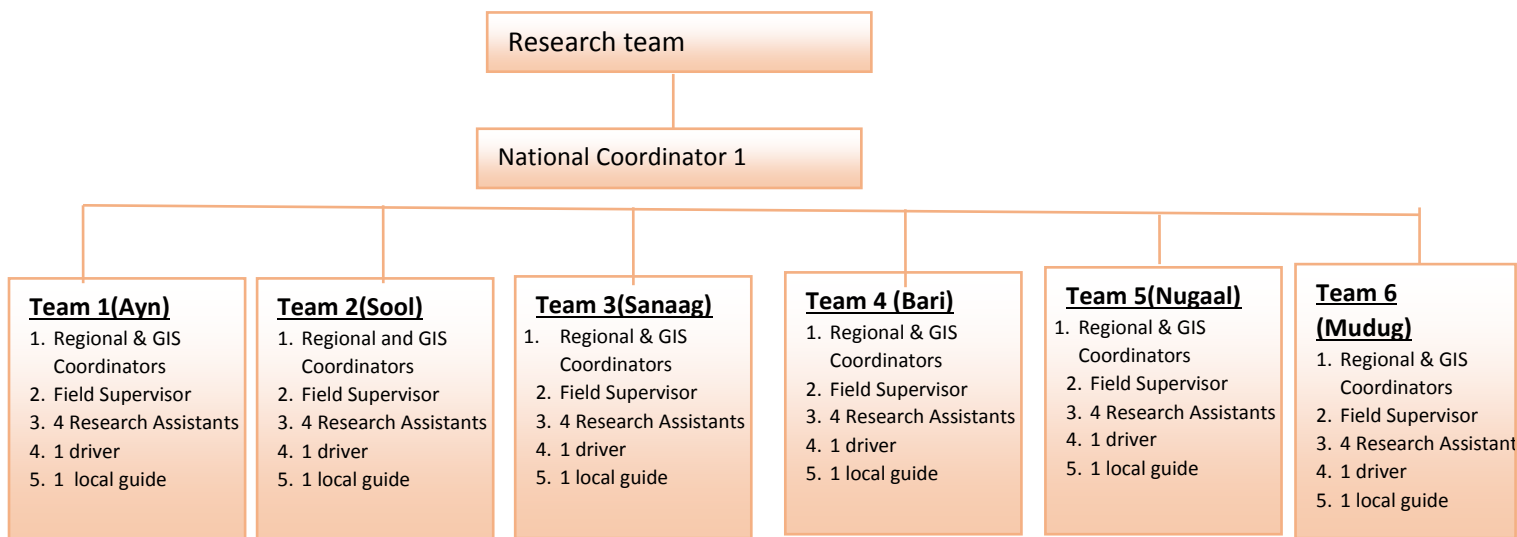 Research team
National Coordinator 1
Team 1(Ayn)
1. Regional & GIS
Coordinators
2. Field Supervisor
3. 4 Research Assistants
4. 1 driver
5. 1 local guide
Team 2(Sool)
1. Regional and GIS
Coordinators
2. Field Supervisor
3. 4 Research Assistants
4. 1 driver
5. 1 local guide
Team 3(Sanaag)
1. Regional & GIS
Coordinators
2. Field Supervisor
3. 4 Research Assistants
4. 1 driver
5. 1 local guide
Team 4 (Bari)
1. Regional & GIS
Coordinators
2. Field Supervisor
3. 4 Research Assistants
4. 1 driver
5. 1 local guide
Team 5(Nugaal)
1. Regional & GIS
Coordinators
2. Field Supervisor
3. 4 Research Assistants
4. 1 driver
5. 1 local guide
Team 6
(Mudug)
1. Regional & GIS
Coordinators
2. Field Supervisor
3. 4 Research Assistant
4. 1 driver
5. 1 local guide